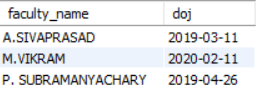 faculty_name doj
A.SIVAPRASAD 2019-03-11
M.VIKRAM 2020-02-11
P. SUBRAMANYACHARY 2019-04-26